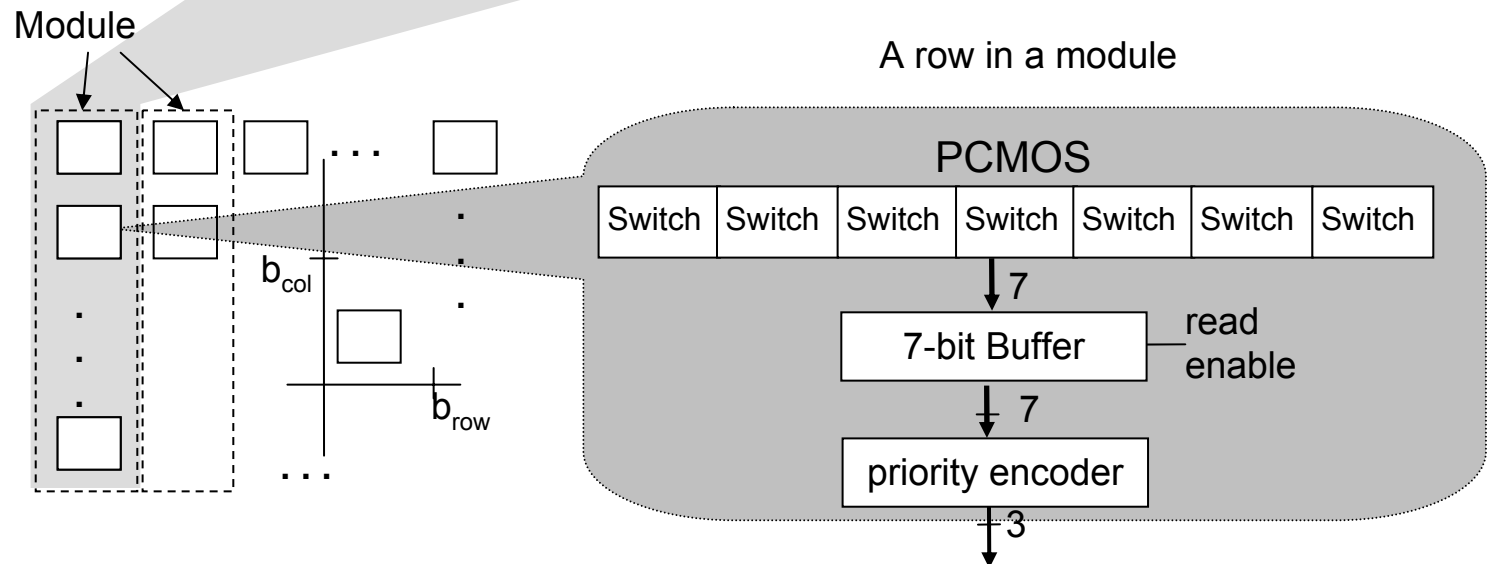 Module
A row in a module
. . .
PCMOS
Switch Switch Switch Switch Switch Switch Switch
b_col
7
7-bit Buffer
read
enable
7
b_row
priority encoder
. . .
3